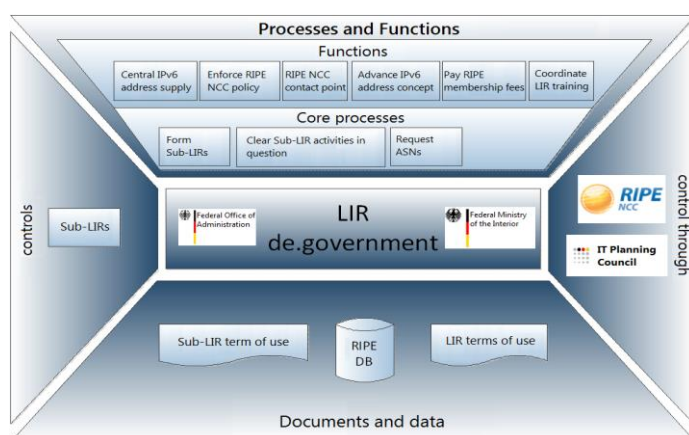 Processes and Functions
Functions
Central IPv6
address supply
Enforce RIPE
NCC policy
RIPE NCC
contact point
Advance IPv6
address concept
Pay RIPE
membership fees
Coordinate
LIR training
Core processes
Form
Sub-LIRs
Clear Sub-LIR activities in
question
Request
ASNs
controls
Sub-LIRs
Federal Office of
Administration
LIR
de.government
Federal Ministry
of the Interior
RIPE
NCC
IT Planning
Council
control through
Sub-LIR term of use
RIPE
DB
LIR terms of use
Documents and data